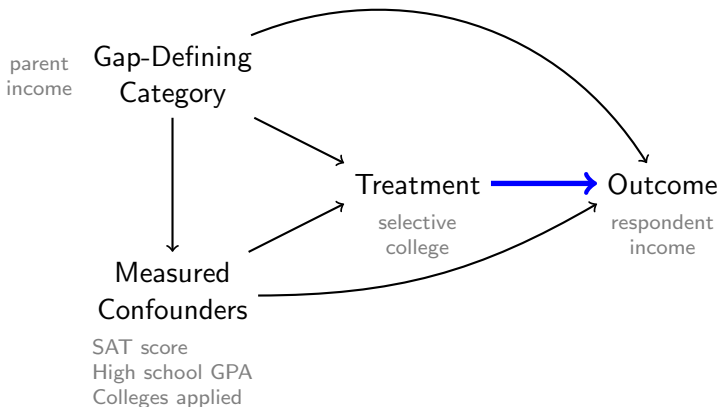 parent
income
Gap-Defining
Category
Treatment
selective
college
Outcome
respondent
income
Measured
Confounders
SAT score
High school GPA
Colleges applied